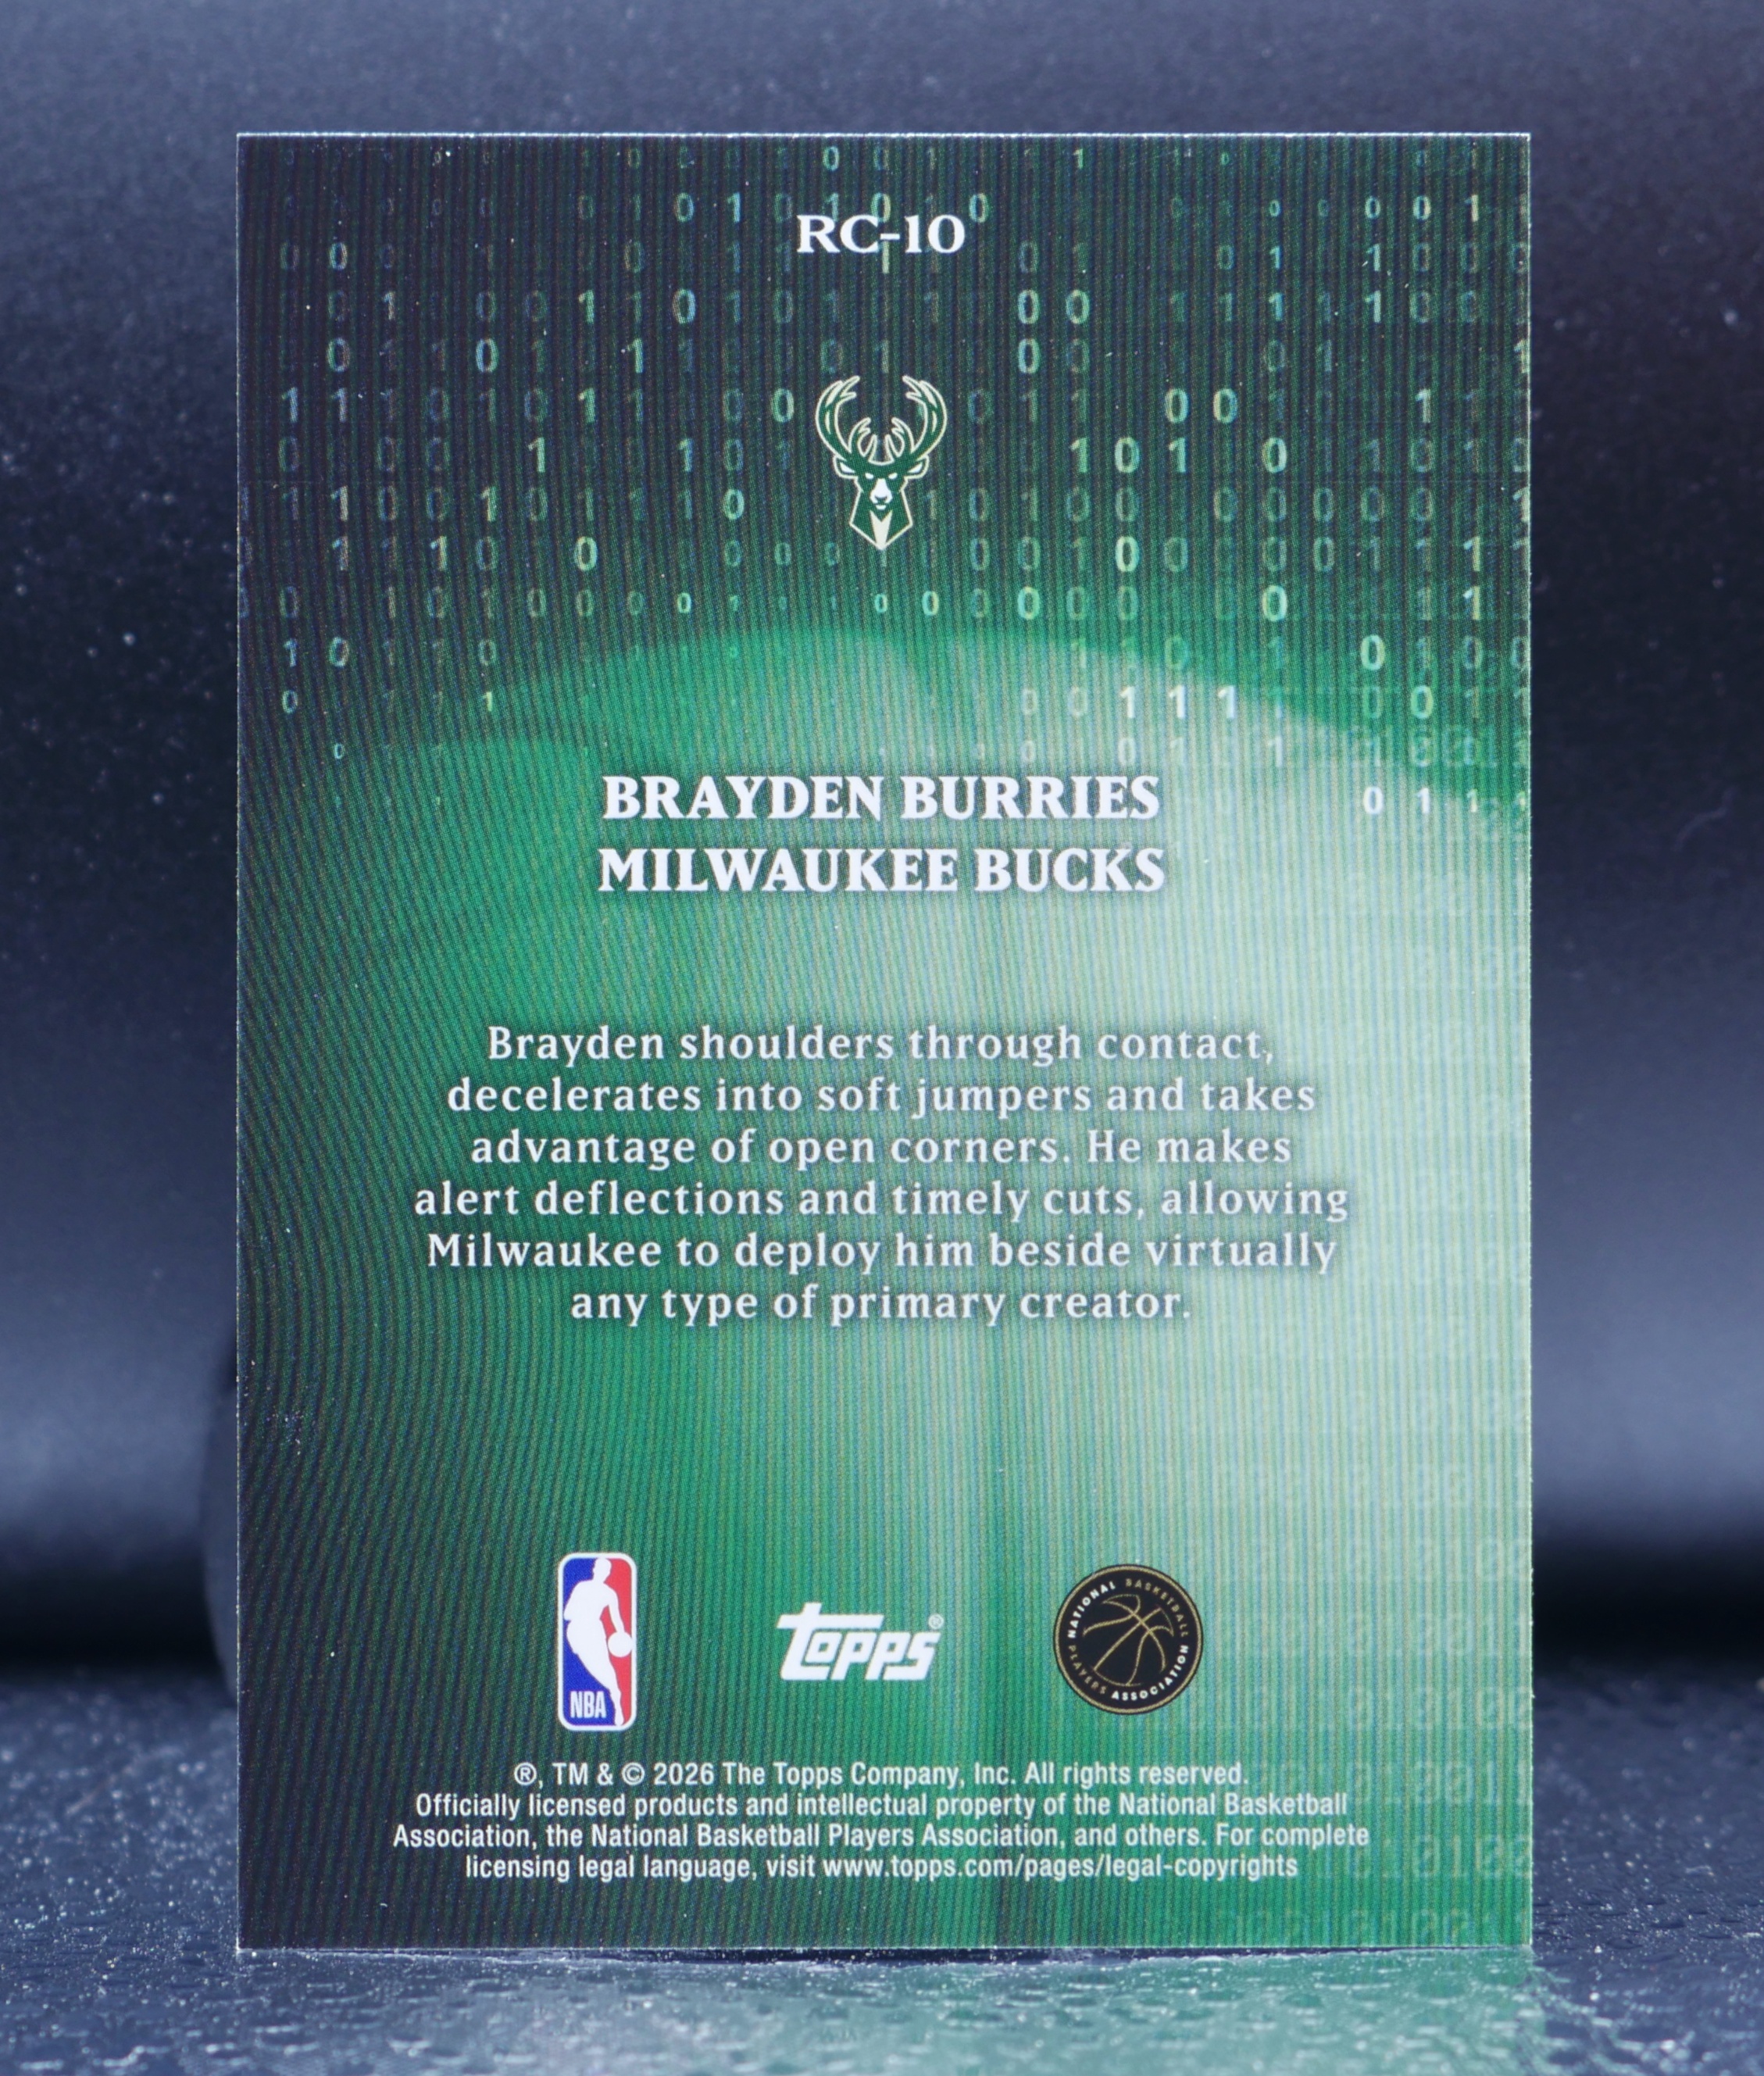 RC-10
BRAYDEN BURRIES
MILWAUKEE BUCKS
Brayden shoulders through contact,
decelerates into soft jumpers and takes
advantage of open corners. He makes
alert deflections and timely cuts, allowing
Milwaukee to deploy him beside virtually
any type of primary creator.
NBA
Topps®
NATIONAL BASKETBALL PLAYERS ASSOCIATION
®, TM & © 2026 The Topps Company, Inc. All rights reserved.
Officially licensed products and intellectual property of the National Basketball
Association, the National Basketball Players Association, and others. For complete
licensing legal language, visit www.topps.com/pages/legal-copyrights